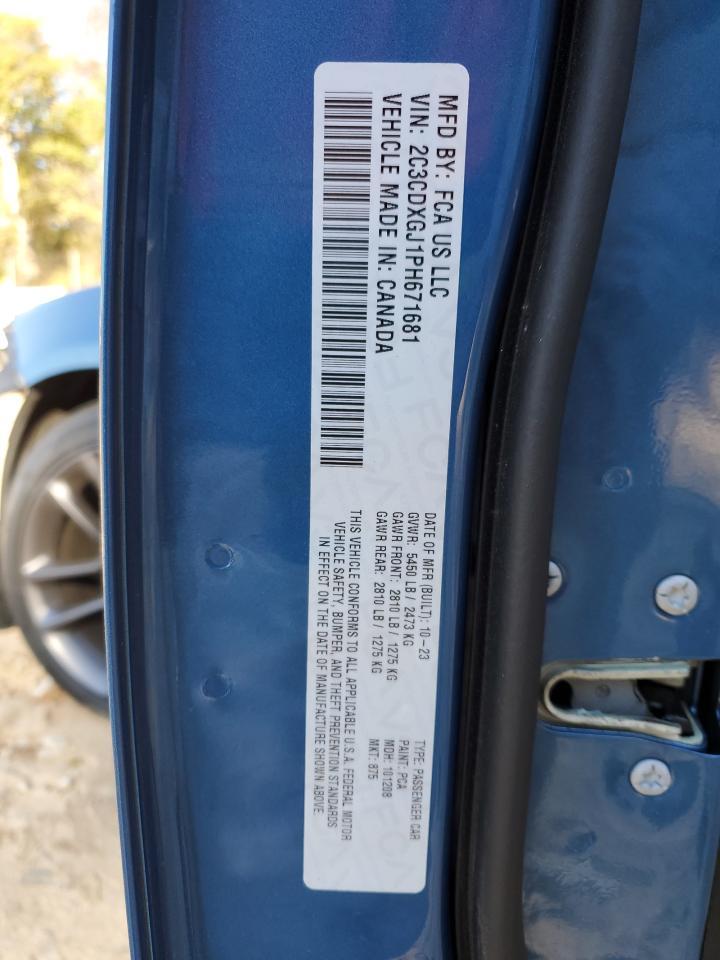 MFD BY: FCA US LLC
VIN: 2C3CDXGJ1PH671681
VEHICLE MADE IN: CANADA
DATE OF MFR (BUILT): 10-23
GVWR: 5450 LB / 2473 KG
GAWR FRONT: 2810 LB / 1275 KG
GAWR REAR: 2810 LB / 1275 KG
THIS VEHICLE CONFORMS TO ALL APPLICABLE U.S.A. FEDERAL MOTOR
VEHICLE SAFETY, BUMPER, AND THEFT PREVENTION STANDARDS
IN EFFECT ON THE DATE OF MANUFACTURE SHOWN ABOVE.
TYPE: PASSENGER CAR
PAINT: PCA
MDH: 101208
MKT: 875